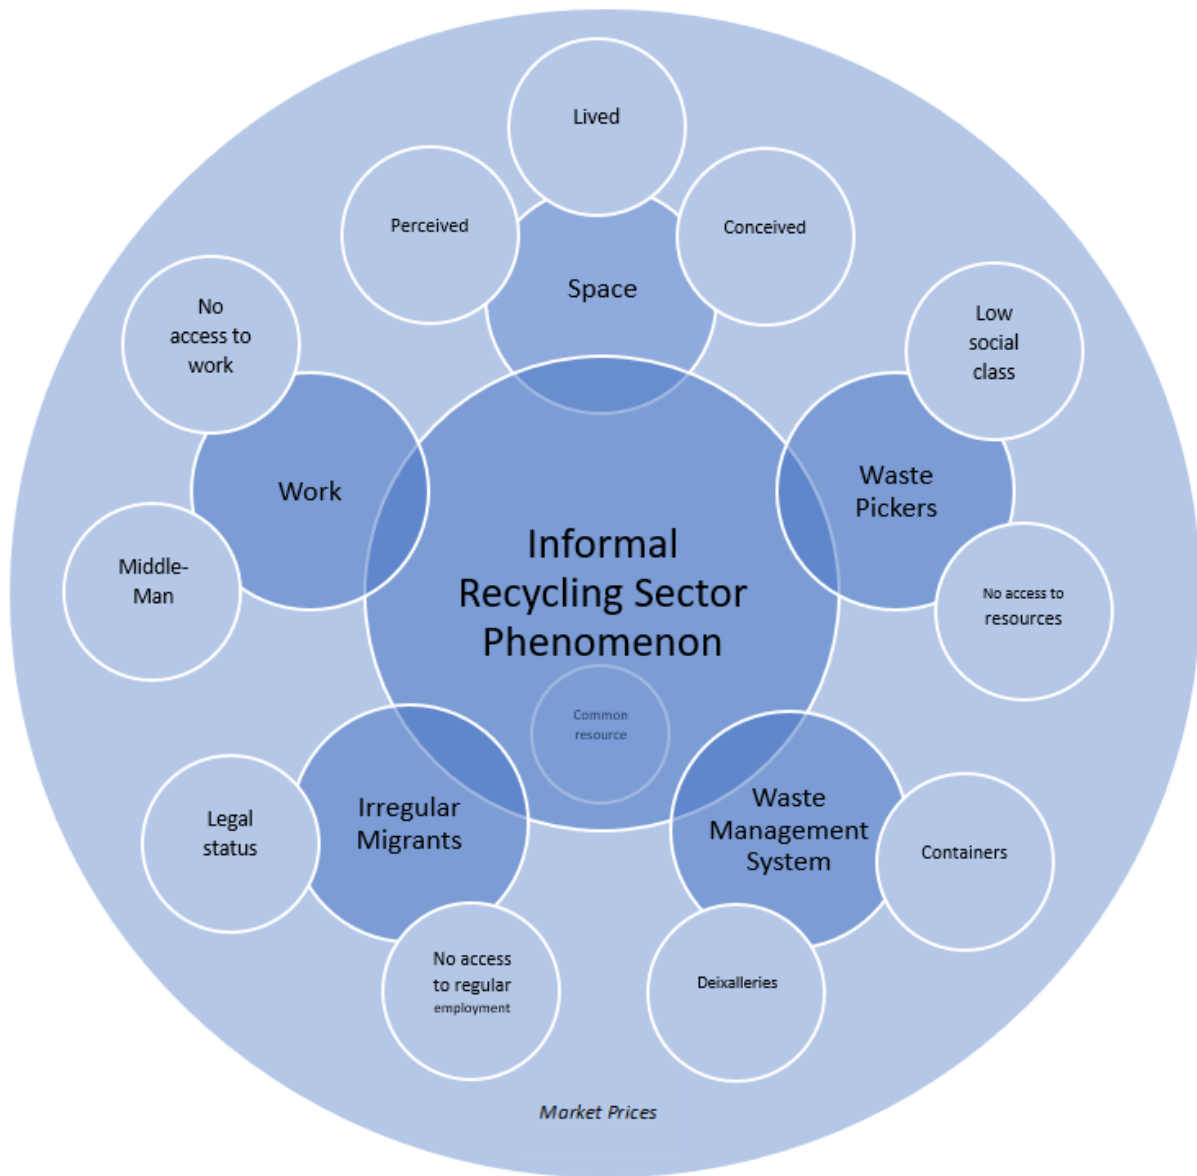 Lived
Perceived
Conceived
Space
No
access to
work
Low
social
class
Work
Waste
Pickers
Middle-
Man
Informal
Recycling Sector
Phenomenon
No access to
resources
Common
resource
Legal
status
Irregular
Migrants
Waste
Management
System
Containers
No access
to regular
employment
Deixalleries
Market Prices